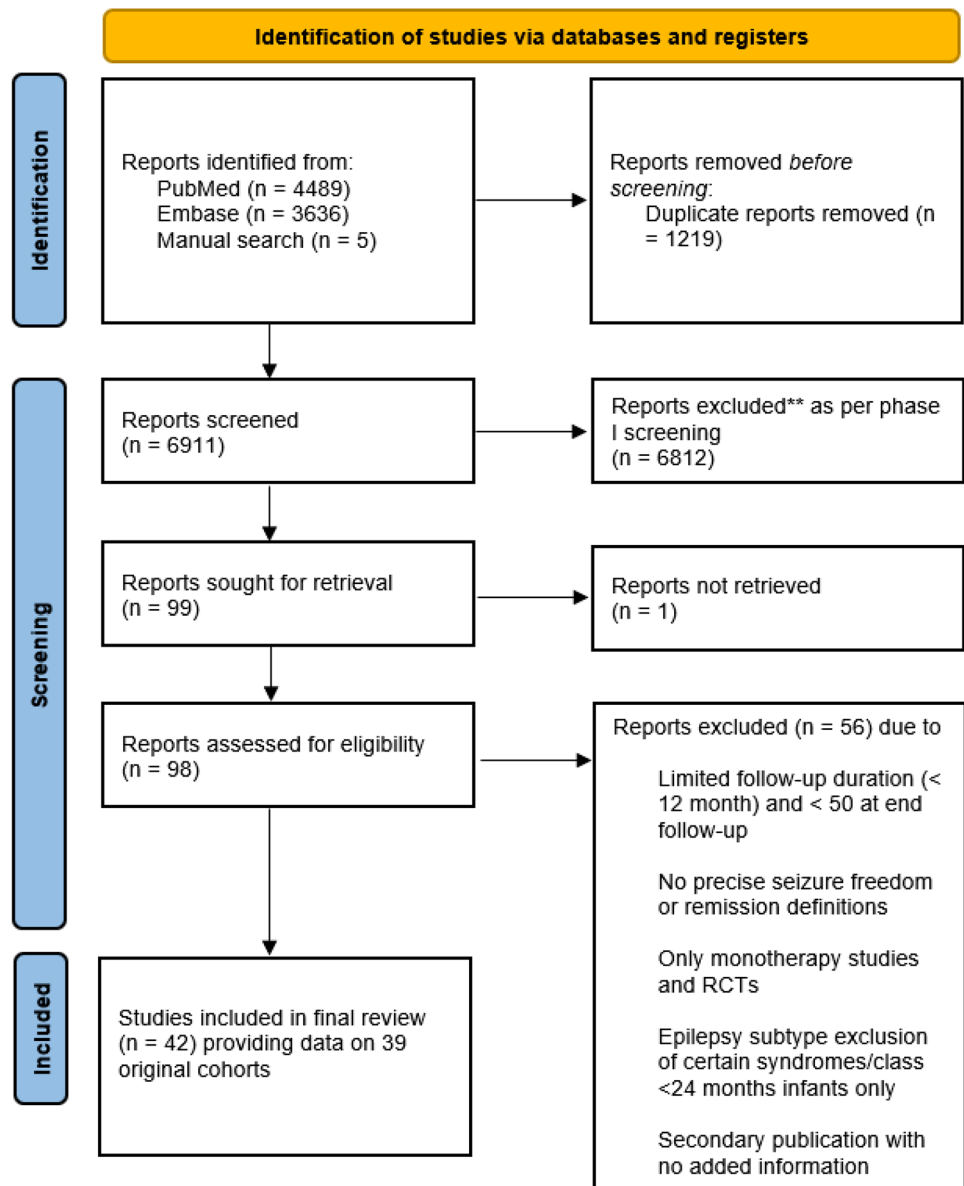 Identification of studies via databases and registers
Identification
Reports identified from:
PubMed (n = 4489)
Embase (n = 3636)
Manual search (n = 5)
Reports removed before
screening:
Duplicate reports removed (n
= 1219)
Screening
Reports screened
(n = 6911)
Reports excluded** as per phase
I screening
(n = 6812)
Reports sought for retrieval
(n = 99)
Reports not retrieved
(n = 1)
Reports assessed for eligibility
(n = 98)
Reports excluded (n = 56) due to
Limited follow-up duration (<
12 month) and < 50 at end
follow-up
No precise seizure freedom
or remission definitions
Only monotherapy studies
and RCTs
Epilepsy subtype exclusion
of certain syndromes/class
<24 months infants only
Secondary publication with
no added information
Included
Studies included in final review
(n = 42) providing data on 39
original cohorts